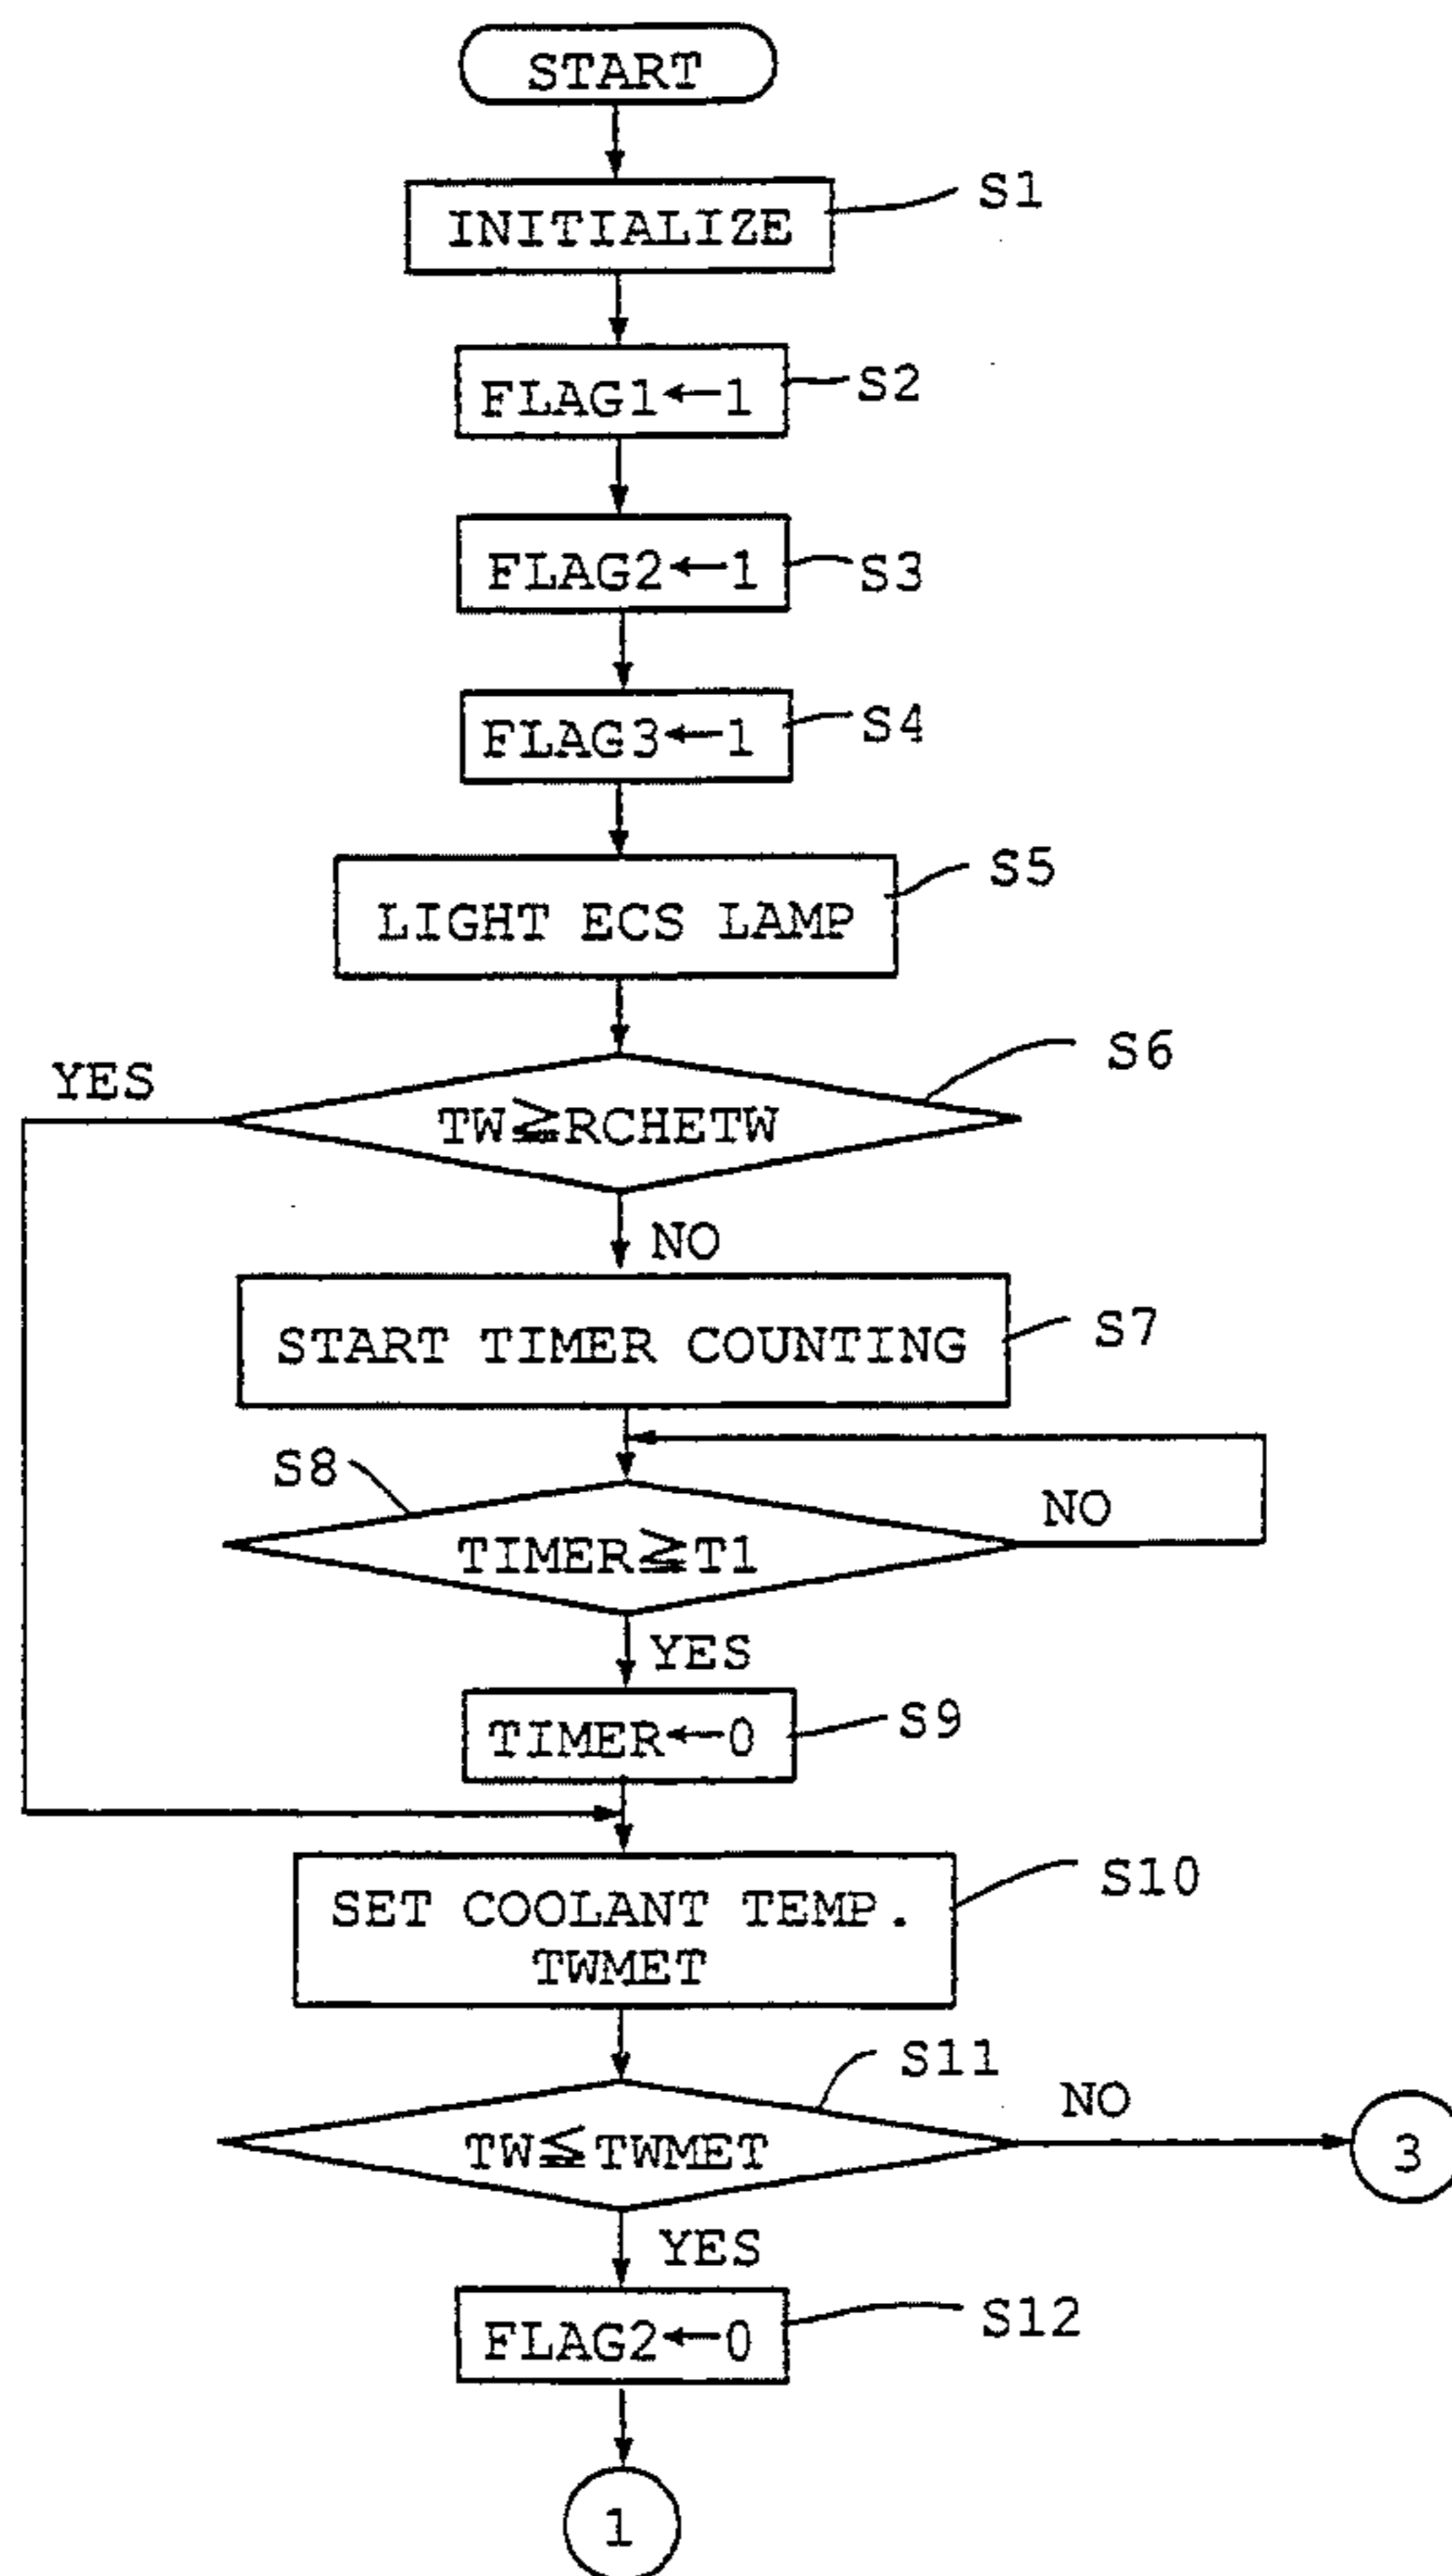 START
INITIALIZE
S1
FLAG1←1
S2
FLAG2←1
S3
FLAG3←1
S4
LIGHT ECS LAMP
S5
YES
TW≧RCHETW
S6
NO
START TIMER COUNTING
S7
S8
TIMER≧T1
NO
YES
TIMER←0
S9
SET COOLANT TEMP.
TWMET
S10
S11
TW≦TWMET
NO
3
YES
FLAG2←0
S12
1